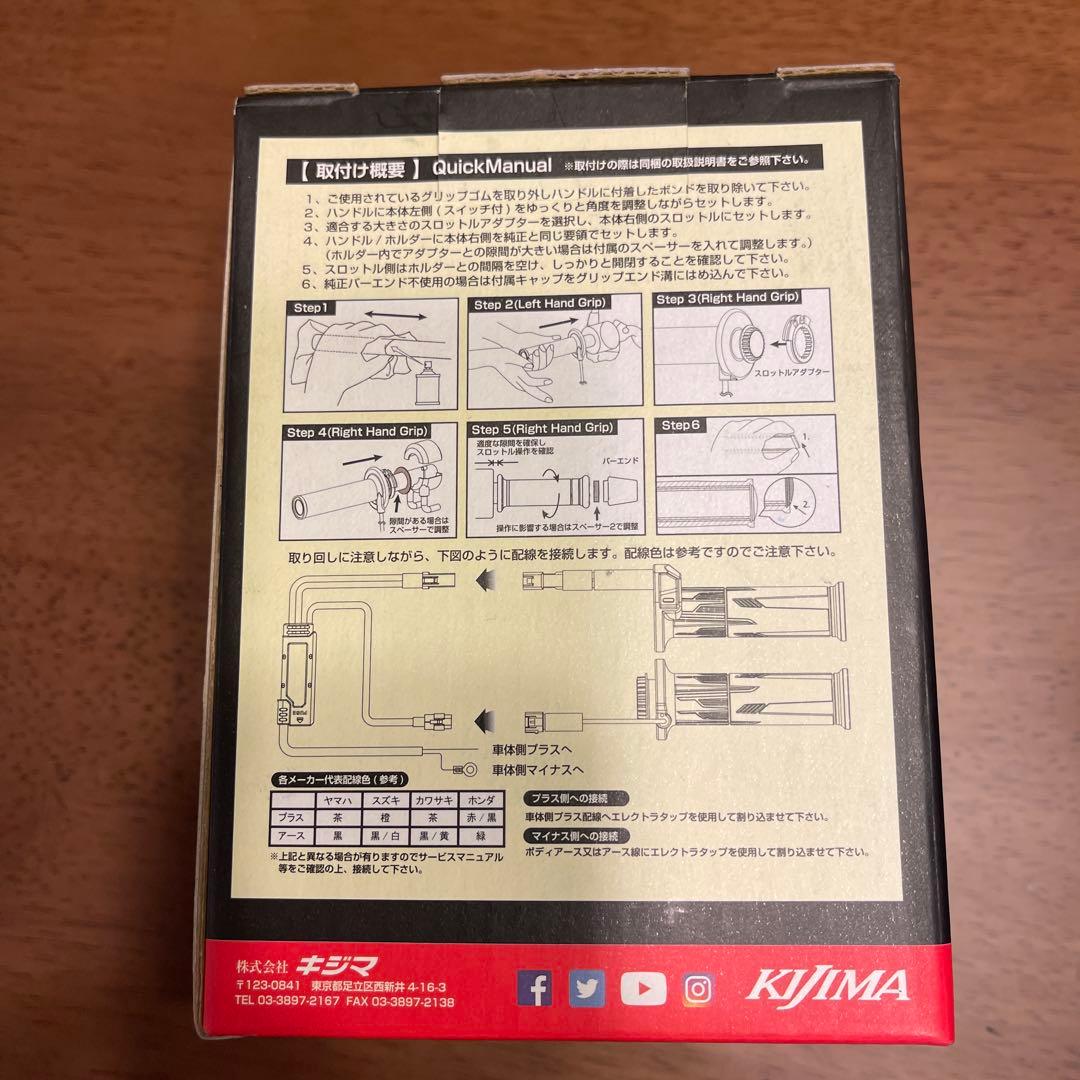 【 取付け概要 】 QuickManual ※取付けの際は同梱の取扱説明書をご参照下さい。
1、ご使用されているグリップゴムを取り外しハンドルに付着したボンドを取り除いて下さい。
2、ハンドルに本体左側（スイッチ付）をゆっくりと角度を調整しながらセットします。
3、適合する大きさのスロットルアダプターを選択し、本体右側のスロットルにセットします。
4、ハンドル/ホルダーに本体右側を純正と同じ要領でセットします。
（ホルダー内でアダプターとの隙間が大きい場合は付属のスペーサーを入れて調整します。）
5、スロットル側はホルダーとの間隔を空け、しっかりと開閉することを確認して下さい。
6、純正バーエンド不使用の場合は付属キャップをグリップエンド溝にはめ込んで下さい。
Step1
Step 2(Left Hand Grip)
Step 3(Right Hand Grip)
スロットルアダプター
Step 4(Right Hand Grip)
隙間がある場合は
スペーサーで調整
Step 5(Right Hand Grip)
適度な隙間を確保し
スロットル操作を確認
バーエンド
操作に影響する場合はスペーサー2で調整
Step6
1.
2.
取り回しに注意しながら、下図のように配線を接続します。配線色は参考ですのでご注意下さい。
車体側プラスへ
車体側マイナスへ
各メーカー代表配線色（参考）
ヤマハ スズキ カワサキ ホンダ
プラス 茶 橙 茶 赤/黒
アース 黒 黒/白 黒/黄 緑
※上記と異なる場合が有りますのでサービスマニュアル
等をご確認の上、接続して下さい。
プラス側への接続
車体側プラス配線へエレクトラタップを使用して割り込ませて下さい。
マイナス側への接続
ボディアース又はアース線にエレクトラタップを使用して割り込ませて下さい。
株式会社 キジマ
〒123-0841 東京都足立区西新井4-16-3
TEL 03-3897-2167 FAX 03-3897-2138
KIJIMA